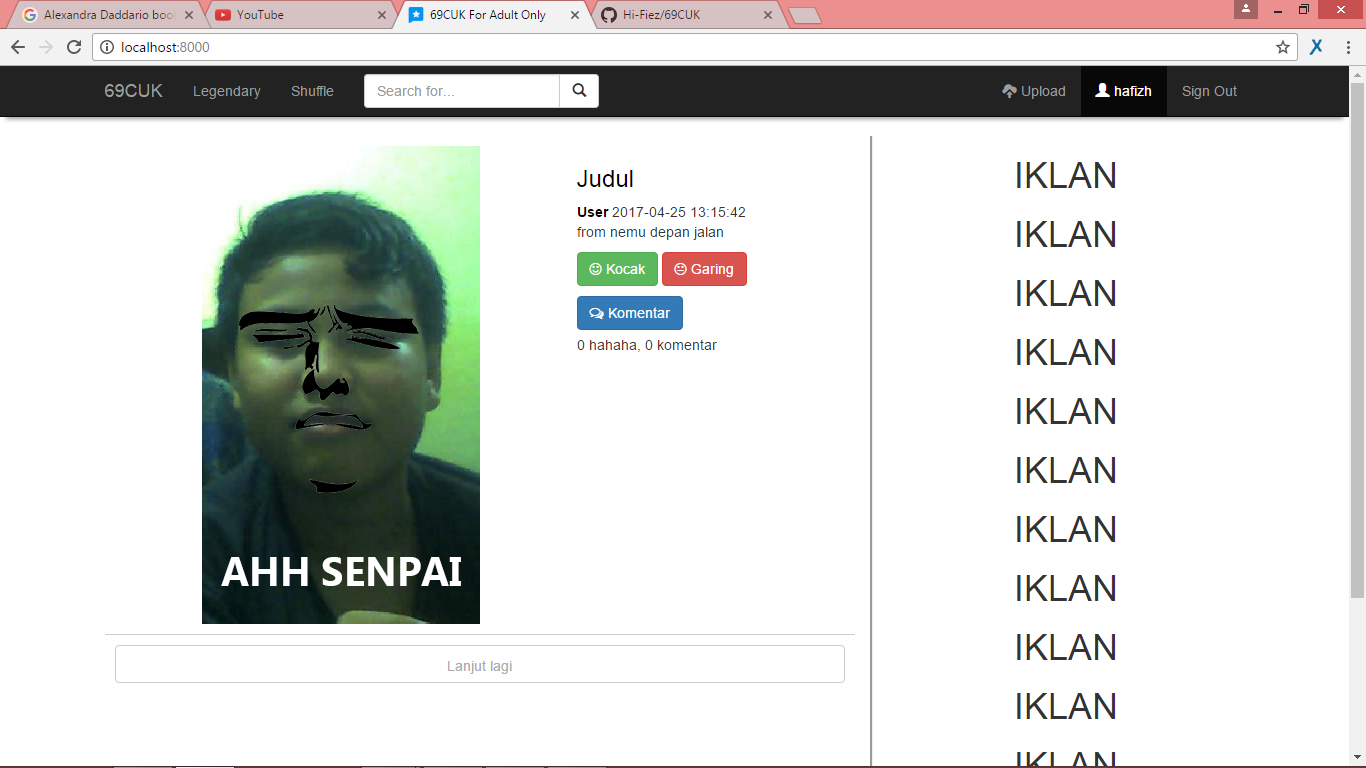 Alexandra Daddario boo
YouTube
69CUK For Adult Only
Hi-Fiez/69CUK
localhost:8000
69CUK
Legendary
Shuffle
Search for...
Upload
hafizh
Sign Out
Judul
User 2017-04-25 13:15:42
from nemu depan jalan
Kocak
Garing
Komentar
0 hahaha, 0 komentar
AHH SENPAI
Lanjut lagi
IKLAN
IKLAN
IKLAN
IKLAN
IKLAN
IKLAN
IKLAN
IKLAN
IKLAN
IKLAN
IKLAN